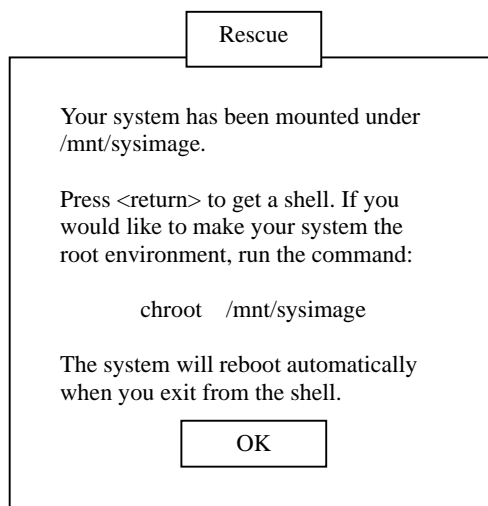 Rescue
Your system has been mounted under
/mnt/sysimage.
Press <return> to get a shell. If you
would like to make your system the
root environment, run the command:
chroot /mnt/sysimage
The system will reboot automatically
when you exit from the shell.
OK